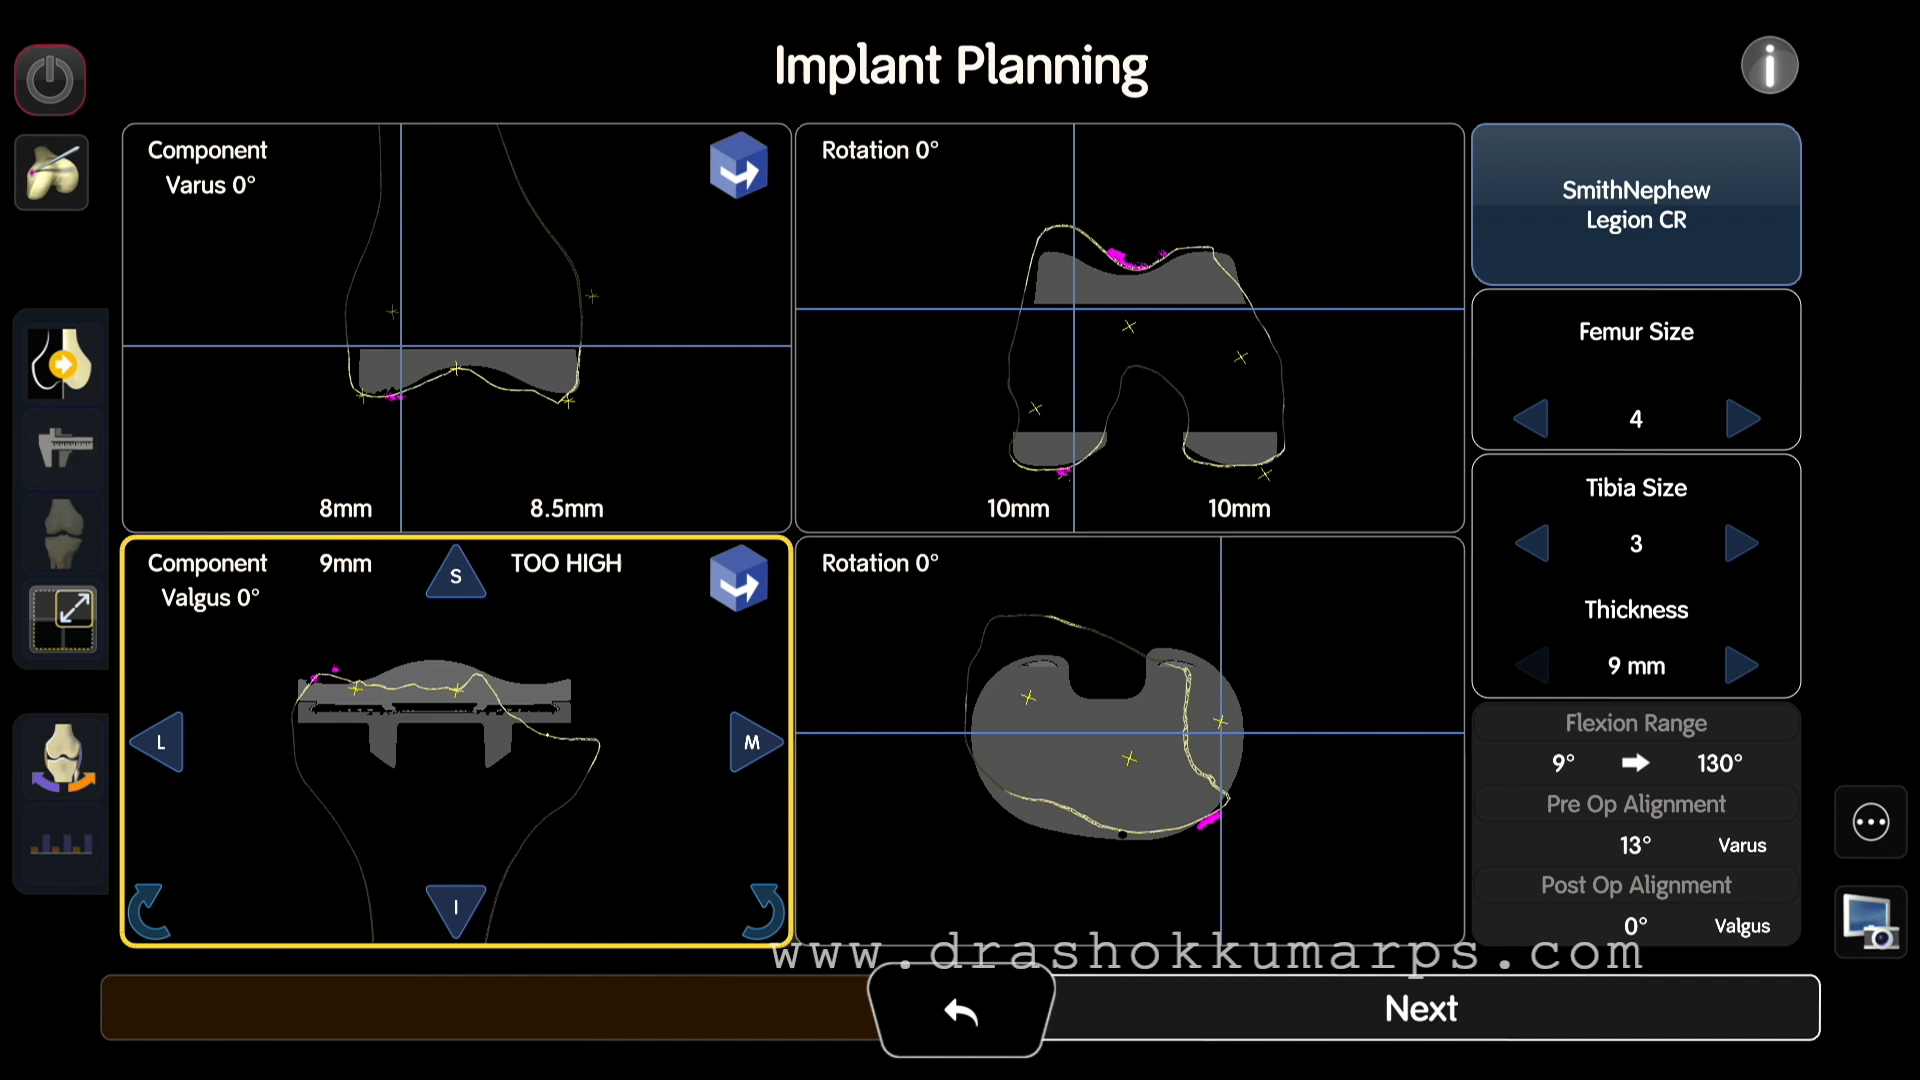 Implant Planning
i
Component
Varus 0°
8mm 8.5mm
Rotation 0°
10mm 10mm
SmithNephew
Legion CR
Femur Size
4
Tibia Size
3
Thickness
9 mm
Component 9mm S TOO HIGH
Valgus 0°
L M
I
Rotation 0°
Flexion Range
9° 130°
Pre Op Alignment
13° Varus
Post Op Alignment
0° Valgus
www.drashokkumarps.com
Next